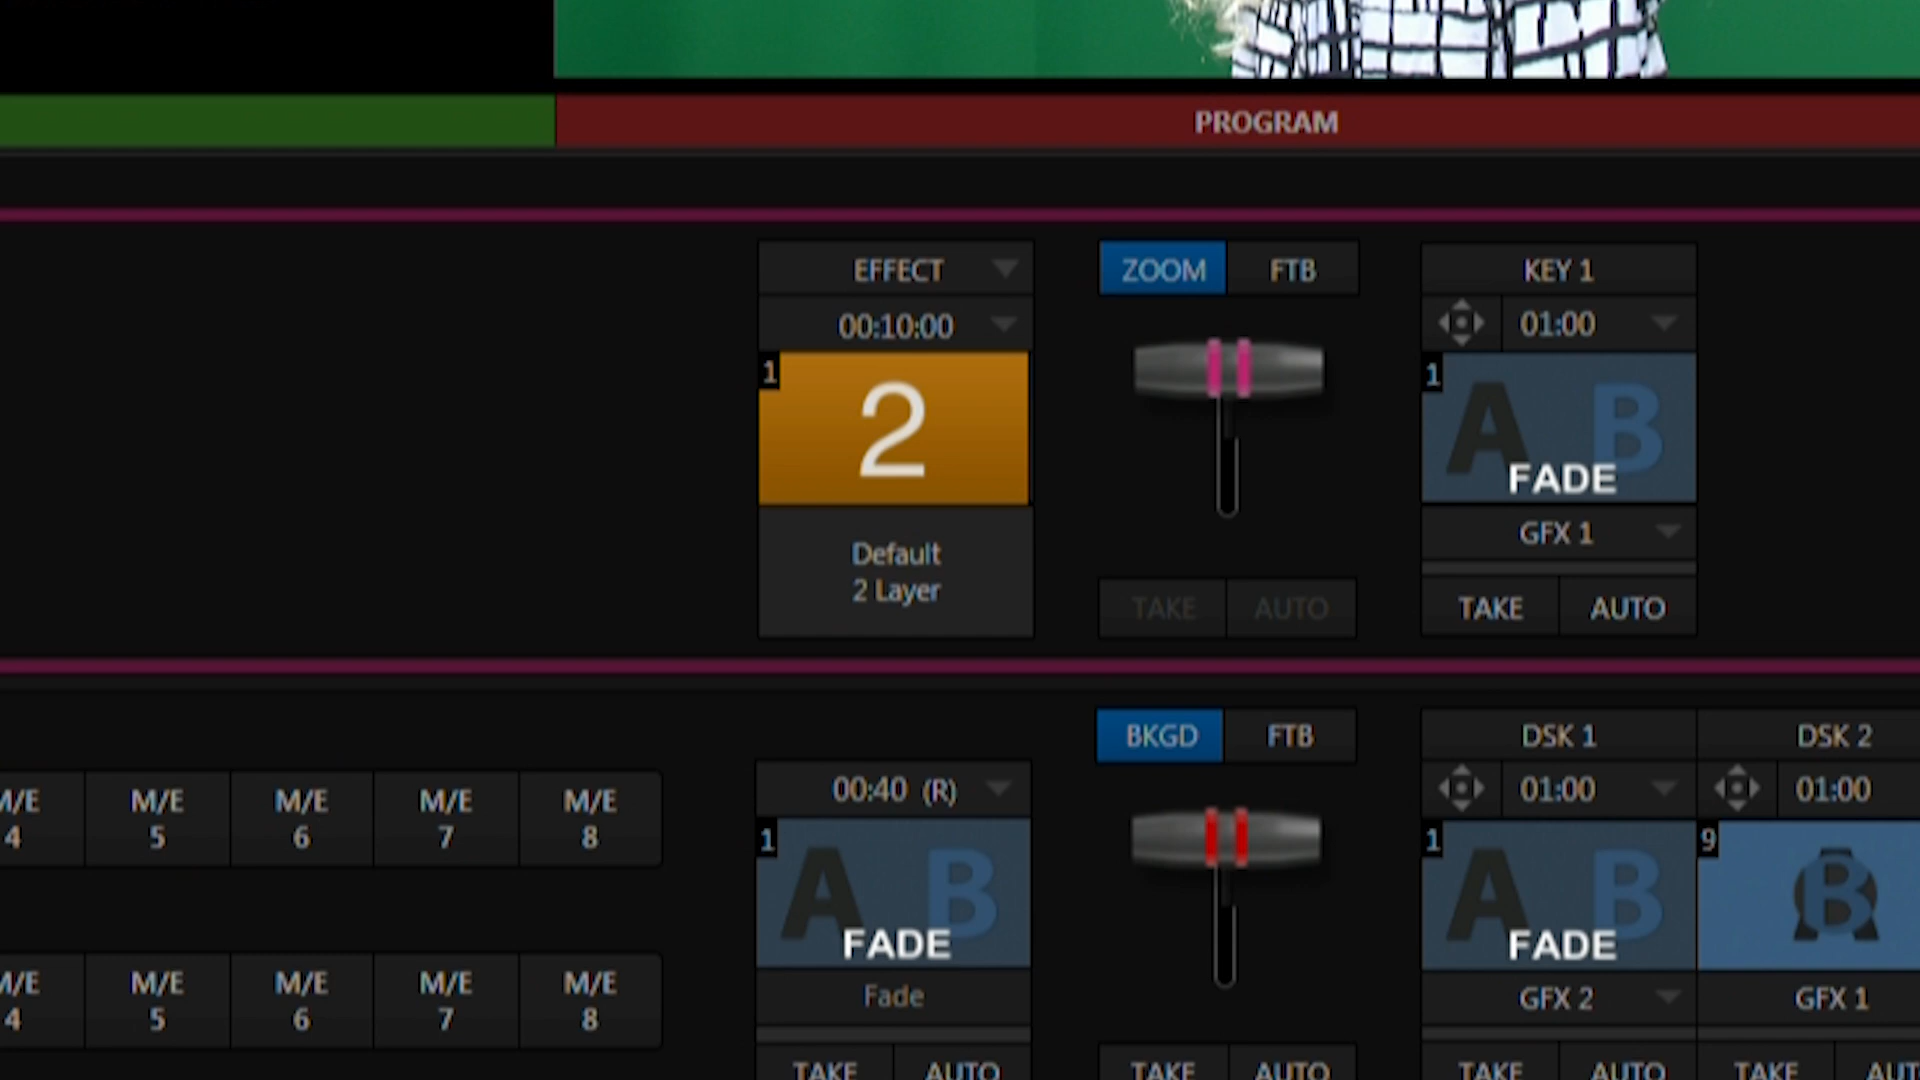 PROGRAM
EFFECT
00:10:00
1
2
Default
2 Layer
ZOOM
FTB
TAKE
AUTO
KEY 1
01:00
1
A B
FADE
GFX 1
TAKE
AUTO
M/E
4
M/E
5
M/E
6
M/E
7
M/E
8
M/E
4
M/E
5
M/E
6
M/E
7
M/E
8
00:40 (R)
1
A B
FADE
Fade
TAKE
AUTO
BKGD
FTB
TAKE
AUTO
DSK 1
01:00
1
A B
FADE
GFX 2
TAKE
AUTO
DSK 2
01:00
9
A
B
GFX 1
TAKE
AUT